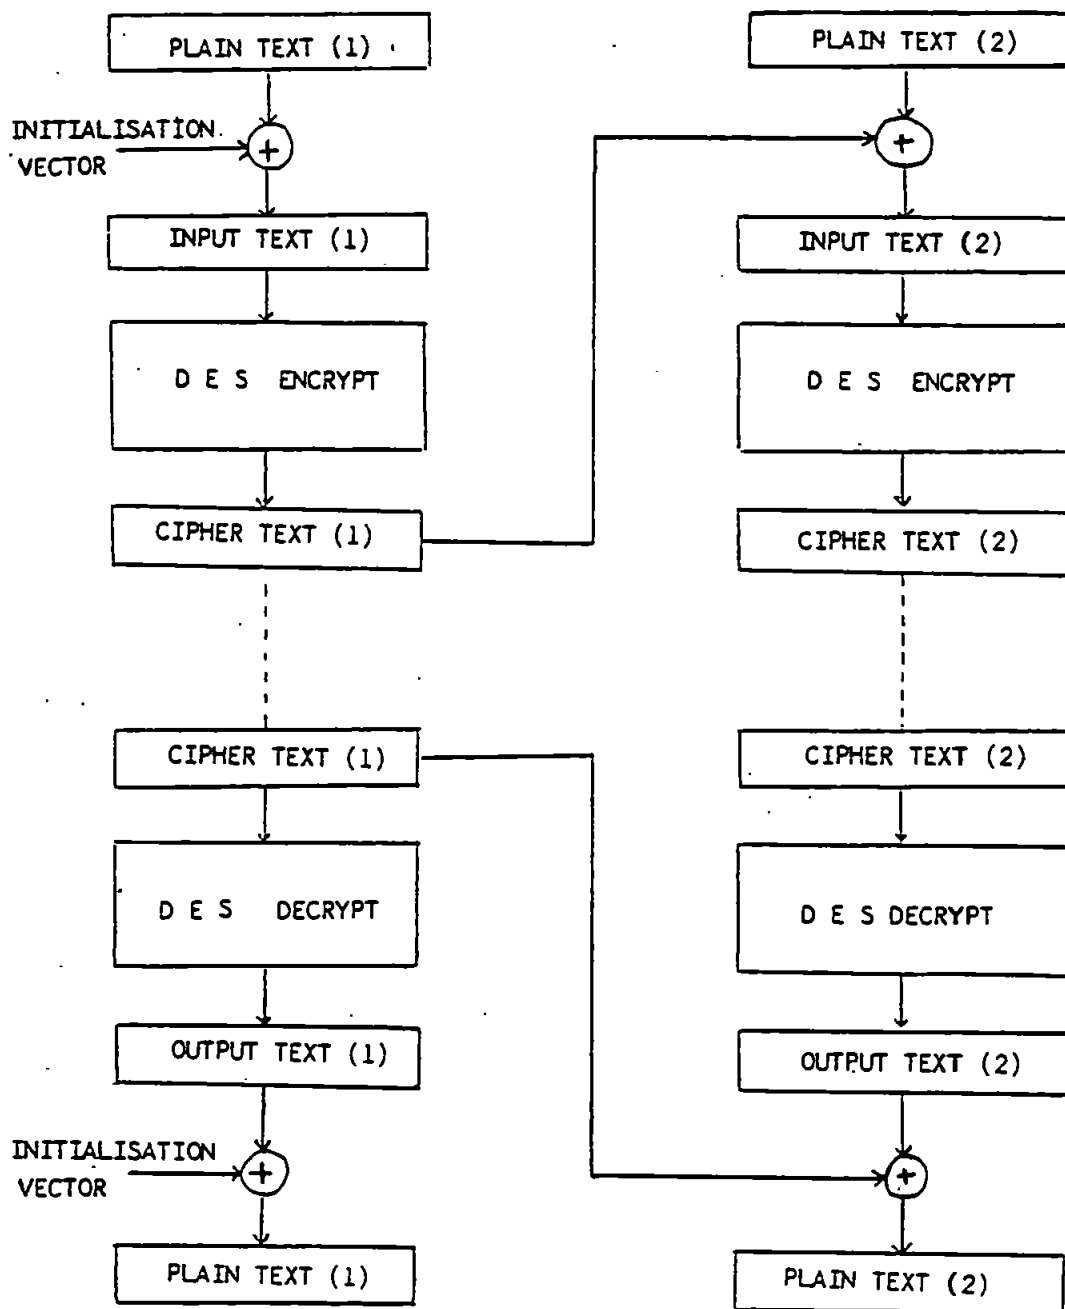 PLAIN TEXT (1)
INITIALISATION
VECTOR
+
INPUT TEXT (1)
D E S ENCRYPT
CIPHER TEXT (1)
CIPHER TEXT (1)
D E S DECRYPT
OUTPUT TEXT (1)
INITIALISATION
VECTOR
+
PLAIN TEXT (1)
PLAIN TEXT (2)
+
INPUT TEXT (2)
D E S ENCRYPT
CIPHER TEXT (2)
CIPHER TEXT (2)
D E S DECRYPT
OUTPUT TEXT (2)
+
PLAIN TEXT (2)